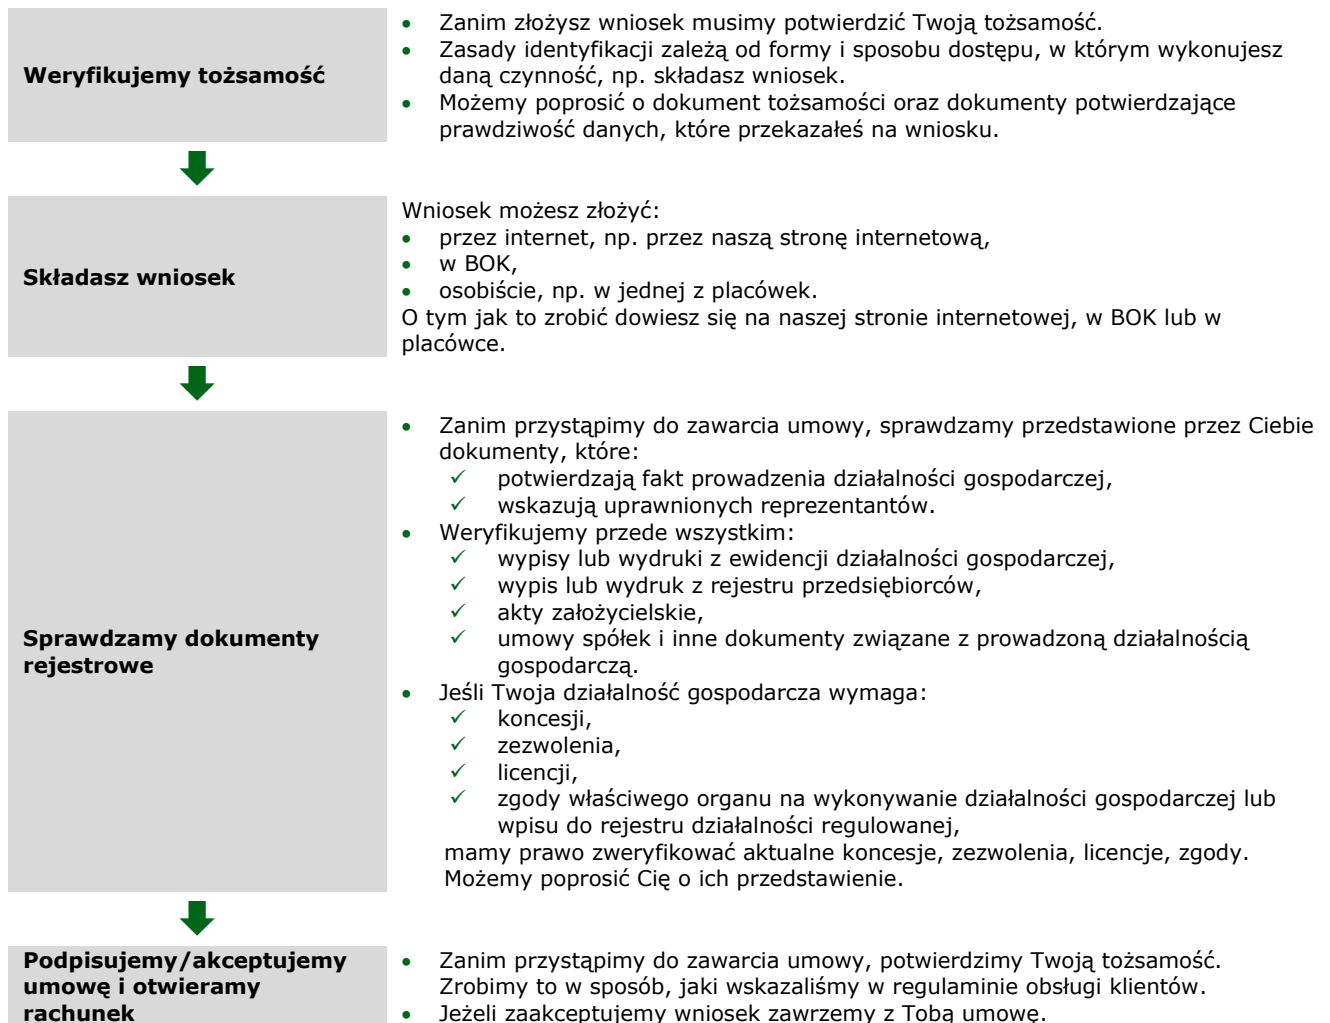 Weryfikujemy tożsamość
• Zanim złożysz wniosek musimy potwierdzić Twoją tożsamość.
• Zasady identyfikacji zależą od formy i sposobu dostępu, w którym wykonujesz
daną czynność, np. składasz wniosek.
• Możemy poprosić o dokument tożsamości oraz dokumenty potwierdzające
prawdziwość danych, które przekazałeś na wniosku.
Składasz wniosek
Wniosek możesz złożyć:
• przez internet, np. przez naszą stronę internetową,
• w BOK,
• osobiście, np. w jednej z placówek.
O tym jak to zrobić dowiesz się na naszej stronie internetowej, w BOK lub w
placówce.
Sprawdzamy dokumenty
rejestrowe
• Zanim przystąpimy do zawarcia umowy, sprawdzamy przedstawione przez Ciebie
dokumenty, które:
✓ potwierdzają fakt prowadzenia działalności gospodarczej,
✓ wskazują uprawnionych reprezentantów.
• Weryfikujemy przede wszystkim:
✓ wypisy lub wydruki z ewidencji działalności gospodarczej,
✓ wypis lub wydruk z rejestru przedsiębiorców,
✓ akty założycielskie,
✓ umowy spółek i inne dokumenty związane z prowadzoną działalnością
gospodarczą.
• Jeśli Twoja działalność gospodarcza wymaga:
✓ koncesji,
✓ zezwolenia,
✓ licencji,
✓ zgody właściwego organu na wykonywanie działalności gospodarczej lub
wpisu do rejestru działalności regulowanej,
mamy prawo zweryfikować aktualne koncesje, zezwolenia, licencje, zgody.
Możemy poprosić Cię o ich przedstawienie.
Podpisujemy/akceptujemy
umowę i otwieramy
rachunek
• Zanim przystąpimy do zawarcia umowy, potwierdzimy Twoją tożsamość.
Zrobimy to w sposób, jaki wskazaliśmy w regulaminie obsługi klientów.
• Jeżeli zaakceptujemy wniosek zawrzemy z Tobą umowę.